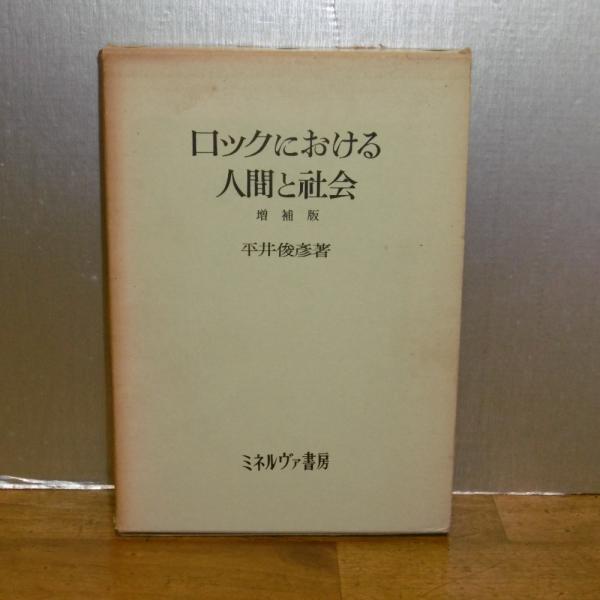 ロックにおける
人間と社会
増補版
平井俊彦著
ミネルヴァ書房